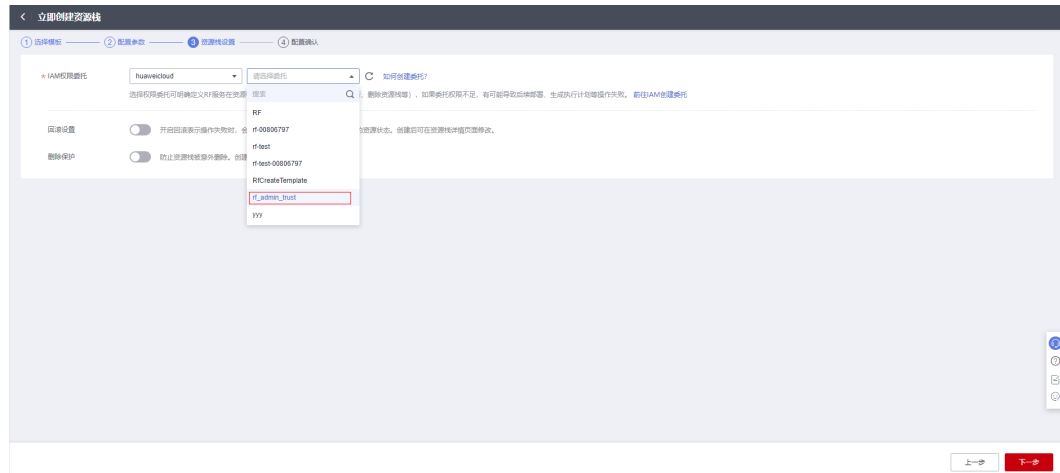 立即创建资源栈
1 选择模板 2 配置参数 3 资源栈设置 4 配置确认
* IAM权限委托 huaweicloud 请选择委托 如何创建委托?
选择权限委托可明确定义RF服务在资源 删除资源栈等），如果委托权限不足，有可能导致后续部署、生成执行计划等操作失败。 前往IAM创建委托
搜索
RF
回滚设置 开启回滚表示操作失败时，会 的资源状态。创建后可在资源栈详情页面修改。
rf-00806797
rf-test
删除保护 防止资源栈被意外删除。创建
rf-test-00806797
RfCreateTemplate
rf_admin_trust
yyy
上一步 下一步